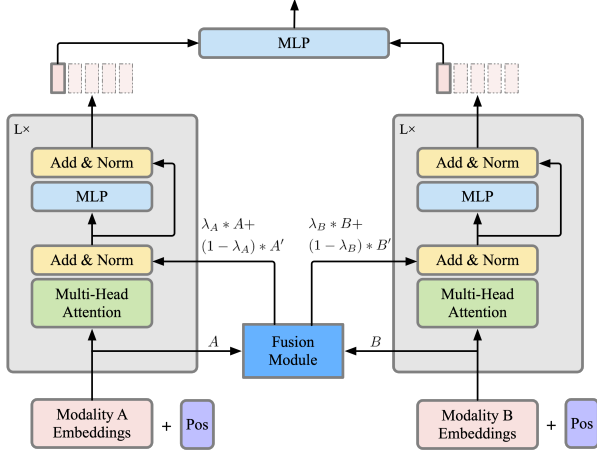 MLP
L×
Add & Norm
MLP
Add & Norm
Multi-Head
Attention
Modality A
Embeddings
+
Pos
λ_A * A+
(1 − λ_A) * A′
A
Fusion
Module
λ_B * B+
(1 − λ_B) * B′
B
L×
Add & Norm
MLP
Add & Norm
Multi-Head
Attention
Modality B
Embeddings
+
Pos